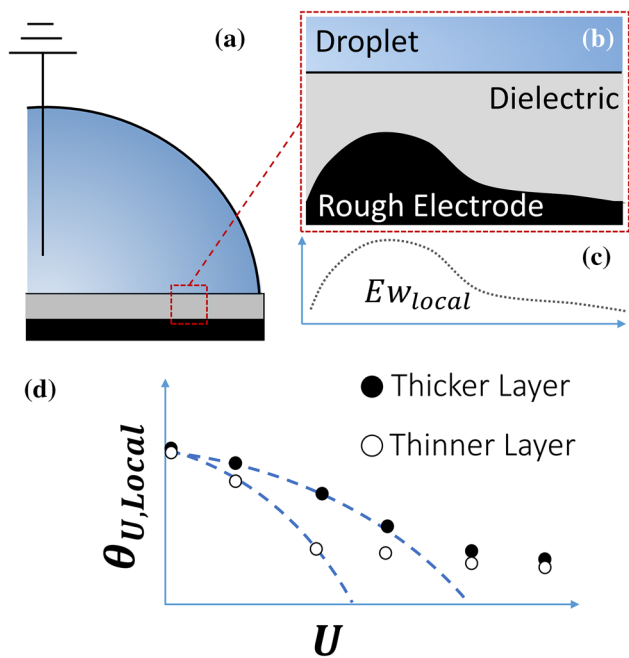 (a)
(b)
Droplet
Dielectric
Rough Electrode
(c)
Ew_local
(d)
Thicker Layer
Thinner Layer
θ_U,Local
U